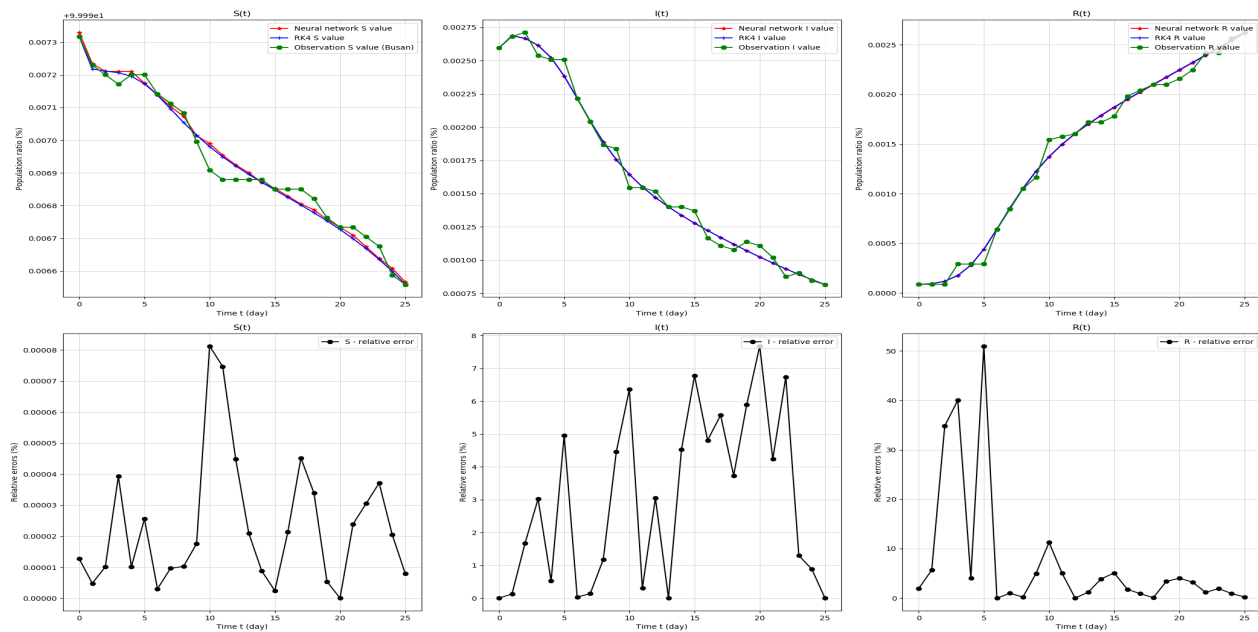 S(t)
+9.999e1
Neural network S value
RK4 S value
Observation S value (Busan)
0.0073
0.0072
0.0071
0.0070
0.0069
0.0068
0.0067
0.0066
Population ratio (%)
0
5
10
15
20
25
Time t (day)
I(t)
Neural network I value
RK4 I value
Observation I value
0.00275
0.00250
0.00225
0.00200
0.00175
0.00150
0.00125
0.00100
0.00075
Population ratio (%)
0
5
10
15
20
25
Time t (day)
R(t)
Neural network R value
RK4 R value
Observation R value
0.0025
0.0020
0.0015
0.0010
0.0005
0.0000
Population ratio (%)
0
5
10
15
20
25
Time t (day)
S(t)
S - relative error
0.00008
0.00007
0.00006
0.00005
0.00004
0.00003
0.00002
0.00001
0.00000
Relative errors (%)
0
5
10
15
20
25
Time t (day)
I(t)
I - relative error
8
7
6
5
4
3
2
1
0
Relative errors (%)
0
5
10
15
20
25
Time t (day)
R(t)
R - relative error
50
40
30
20
10
0
Relative errors (%)
0
5
10
15
20
25
Time t (day)